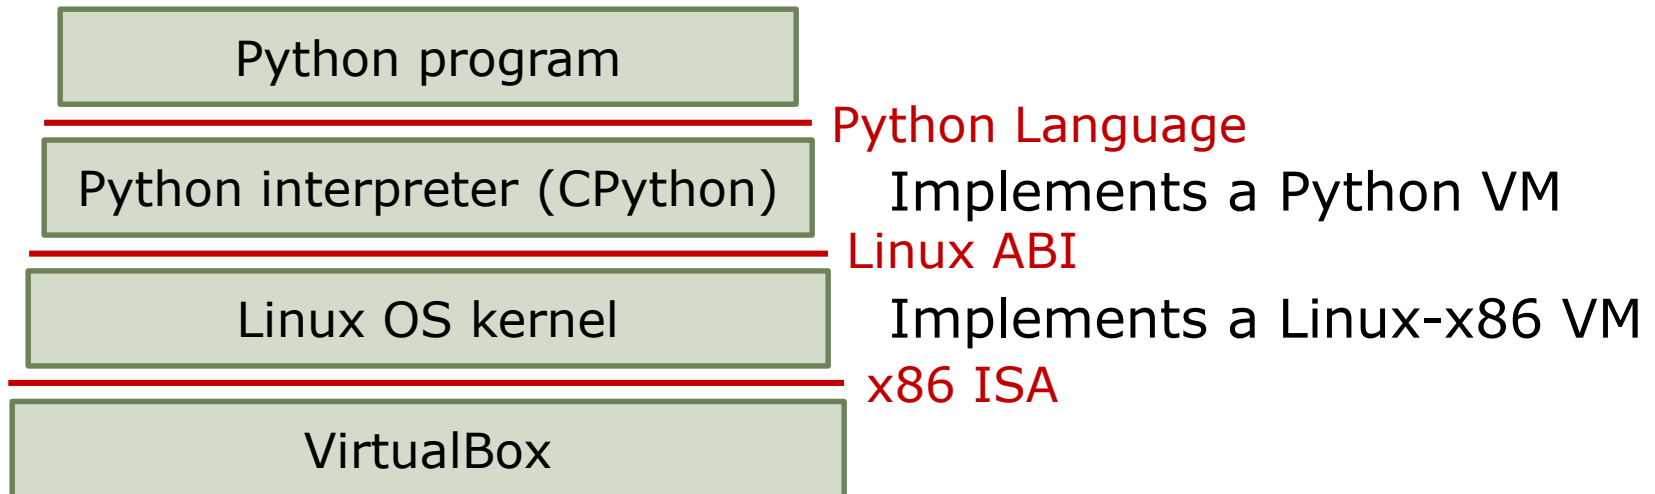 Python program
Python Language
Python interpreter (CPython)
Implements a Python VM
Linux ABI
Linux OS kernel
Implements a Linux-x86 VM
x86 ISA
VirtualBox